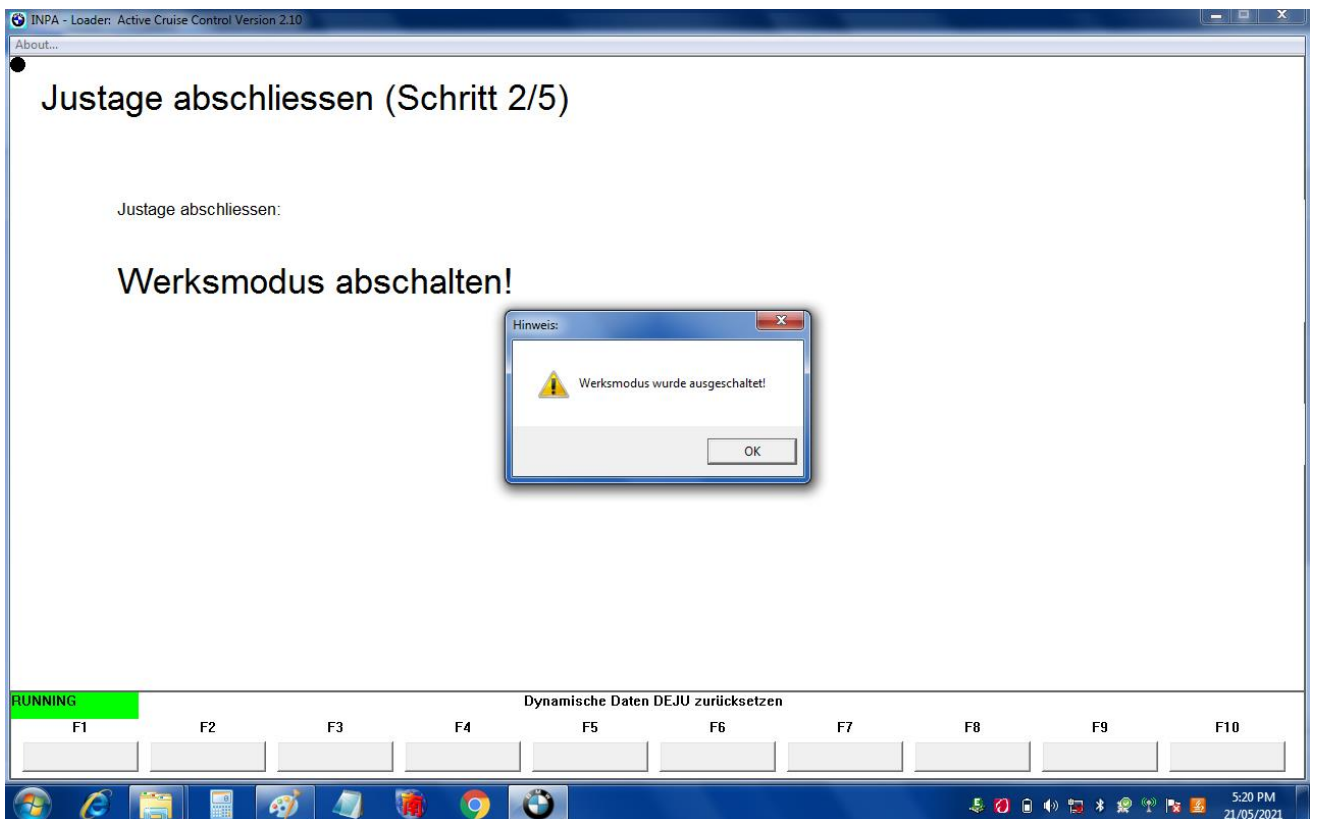 INPA - Loader: Active Cruise Control Version 2.10
About...
Justage abschliessen (Schritt 2/5)
Justage abschliessen:
Werksmodus abschalten!
Hinweis:
Werksmodus wurde ausgeschaltet!
OK
RUNNING
Dynamische Daten DEJU zurücksetzen
F1 F2 F3 F4 F5 F6 F7 F8 F9 F10
5:20 PM
21/05/2021